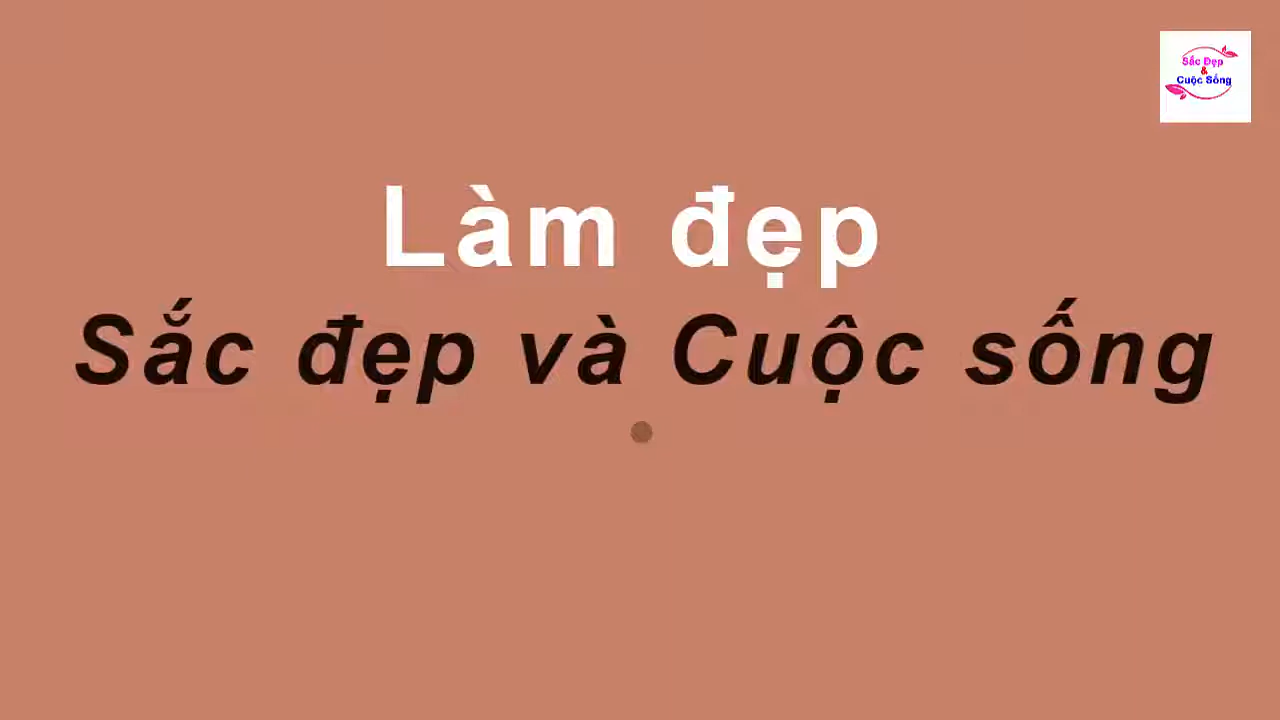 Sắc Đẹp
&
Cuộc Sống
Làm đẹp
Sắc đẹp và Cuộc sống